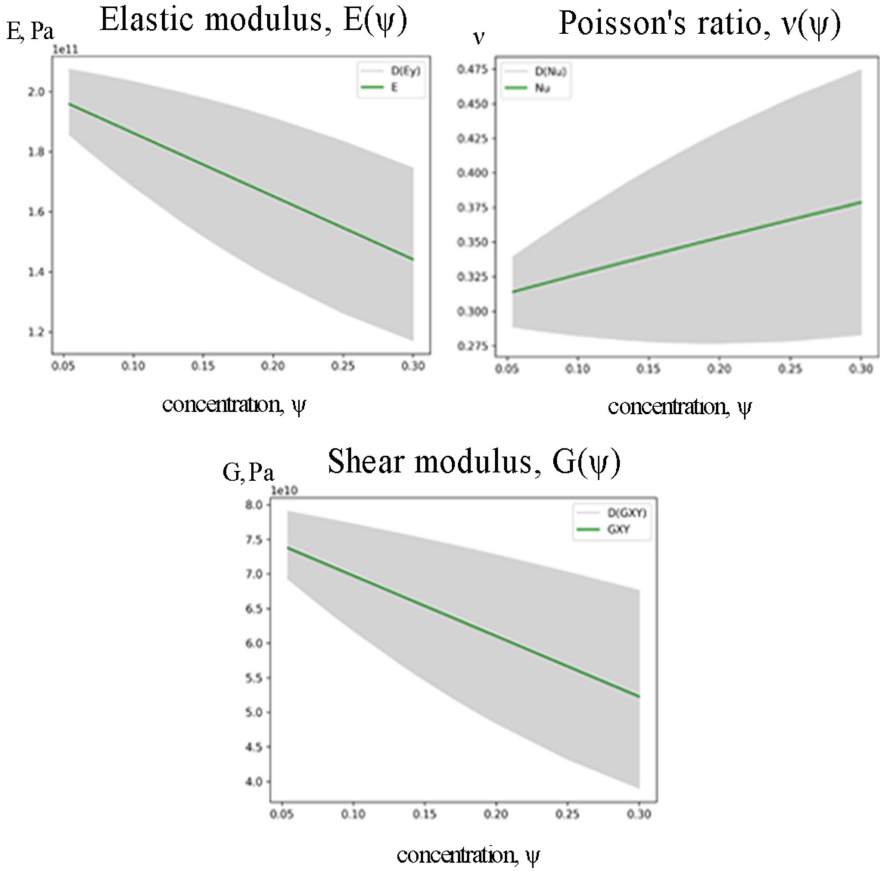 Elastic modulus, E(ψ)
E, Pa
1e11
D(Ey)
E
2.0
1.8
1.6
1.4
1.2
0.05 0.10 0.15 0.20 0.25 0.30
concentration, ψ
Poisson's ratio, ν(ψ)
ν
D(Nu)
Nu
0.475
0.450
0.425
0.400
0.375
0.350
0.325
0.300
0.275
0.05 0.10 0.15 0.20 0.25 0.30
concentration, ψ
Shear modulus, G(ψ)
G, Pa
1e10
D(GXY)
GXY
8.0
7.5
7.0
6.5
6.0
5.5
5.0
4.5
4.0
0.05 0.10 0.15 0.20 0.25 0.30
concentration, ψ